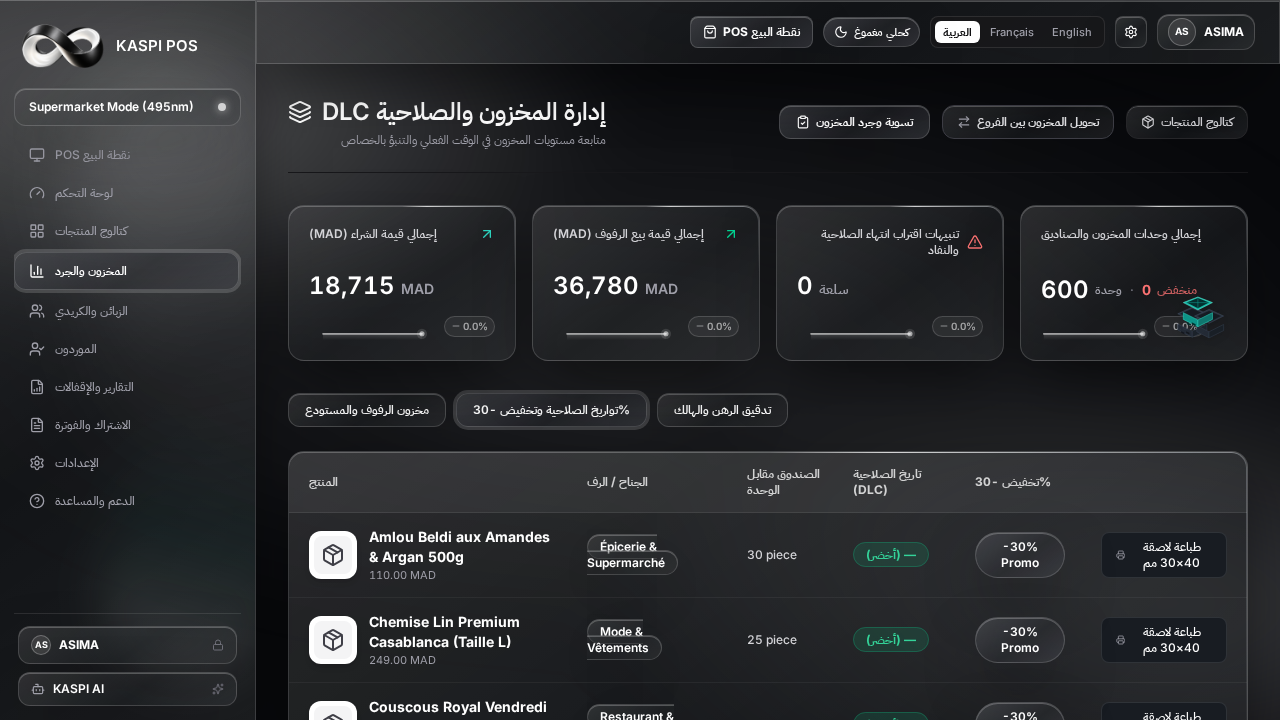 KASPI POS
Supermarket Mode (495nm)
نقطة البيع POS
لوحة التحكم
كتالوج المنتجات
المخزون والجرد
الزبائن والكريدي
الموردون
التقارير والإقفالات
الاشتراك والفوترة
الإعدادات
الدعم والمساعدة
AS ASIMA
KASPI AI
نقطة البيع POS
كحلي مفموغ
العربية
Français
English
AS ASIMA
إدارة المخزون والصلاحية DLC
متابعة مستويات المخزون في الوقت الفعلي والتنبؤ بالخصاص
تسوية وجرد المخزون
تحويل المخزون بين الفروع
كتالوج المنتجات
إجمالي قيمة الشراء (MAD)
18,715 MAD
— 0.0%
إجمالي قيمة بيع الرفوف (MAD)
36,780 MAD
— 0.0%
تنبيهات اقتراب انتهاء الصلاحية
والنفاد
0 سلعة
— 0.0%
إجمالي وحدات المخزون والصناديق
600 وحدة · 0 منخفض
— 0.0%
مخزون الرفوف والمستودع
تواريخ الصلاحية وتخفيض -30%
تدقيق الرهن والهالك
المنتج
الجناح / الرف
الصندوق مقابل
الوحدة
تاريخ الصلاحية
(DLC)
تخفيض -30%
Amlou Beldi aux Amandes
& Argan 500g
110.00 MAD
Épicerie &
Supermarché
30 piece
— (أخضر)
-30%
Promo
طباعة لاصقة
40×30 مم
Chemise Lin Premium
Casablanca (Taille L)
249.00 MAD
Mode &
Vêtements
25 piece
— (أخضر)
-30%
Promo
طباعة لاصقة
40×30 مم
Couscous Royal Vendredi
Restaurant &
-30%
طباعة لاصقة